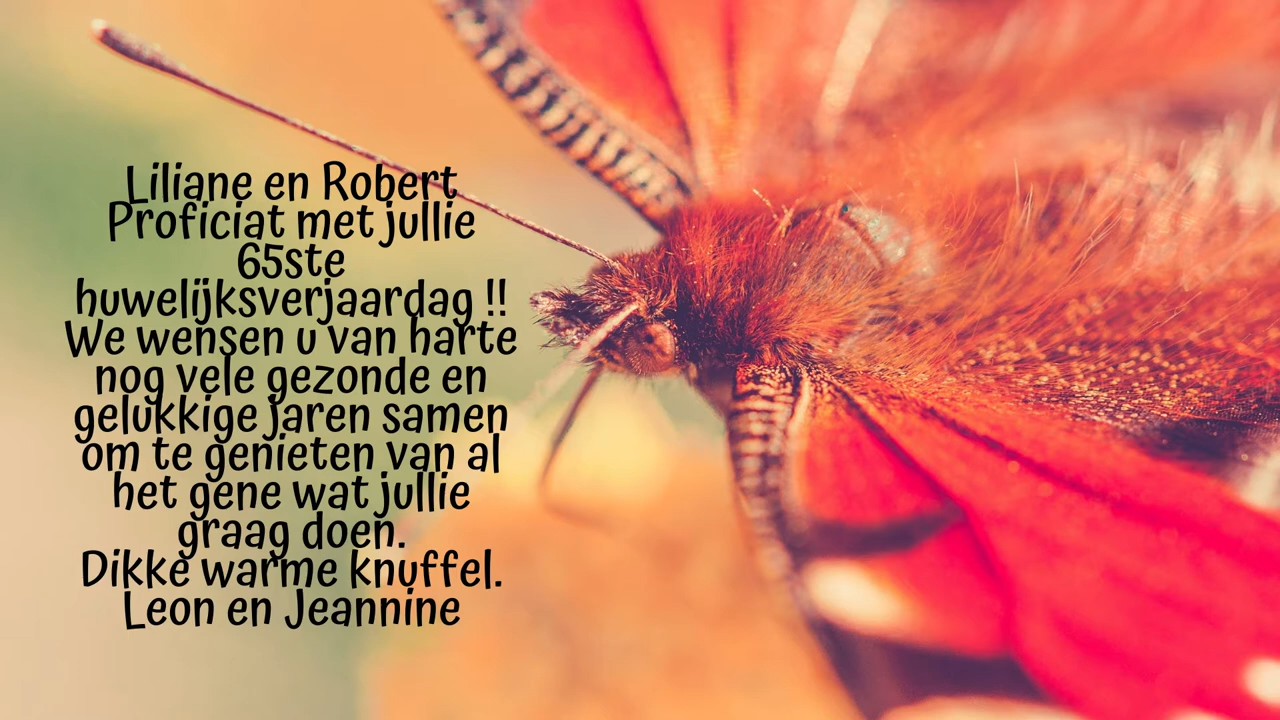 Liliane en Robert
Proficiat met jullie
65ste
huwelijksverjaardag !!
We wensen u van harte
nog vele gezonde en
gelukkige jaren samen
om te genieten van al
het gene wat jullie
graag doen.
Dikke warme knuffel.
Leon en Jeannine